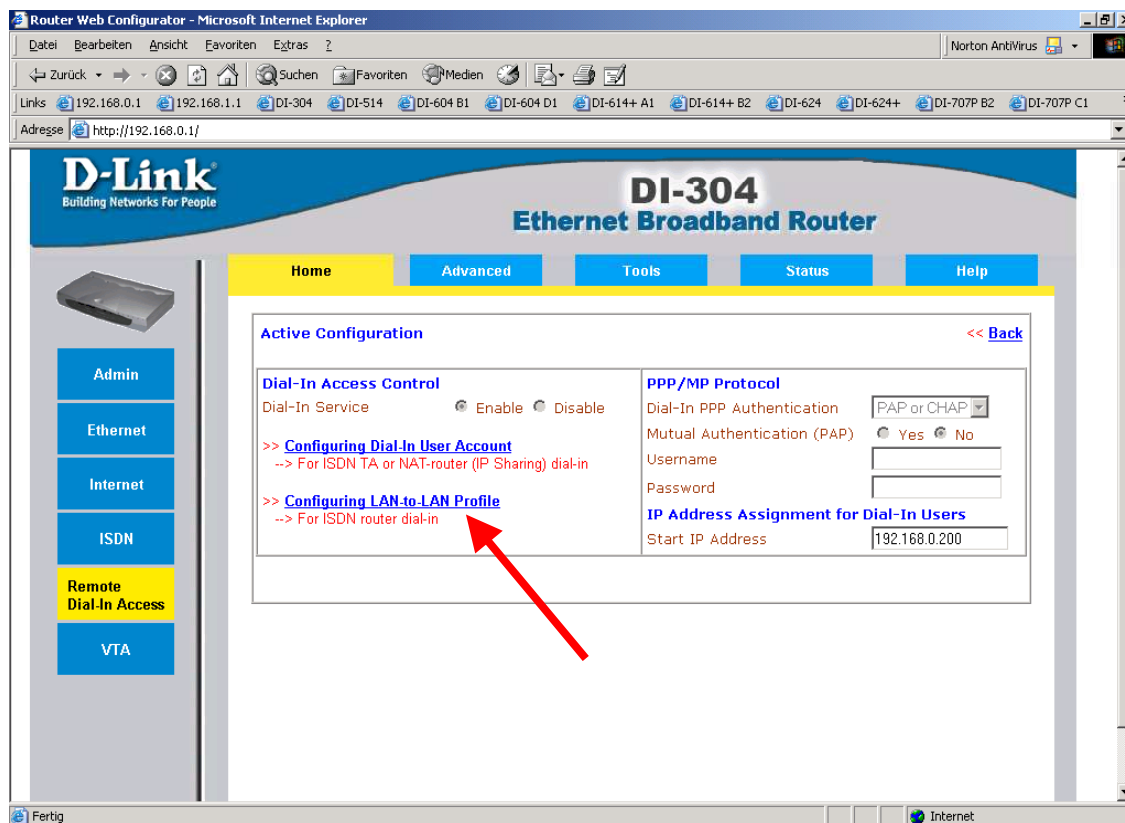 Router Web Configurator - Microsoft Internet Explorer
Datei Bearbeiten Ansicht Favoriten Extras ? Norton AntiVirus
Zurück Suchen Favoriten Medien
Links 192.168.0.1 192.168.1.1 DI-304 DI-514 DI-604 B1 DI-604 D1 DI-614+ A1 DI-614+ B2 DI-624 DI-624+ DI-707P B2 DI-707P C1
Adresse http://192.168.0.1/
D-Link
Building Networks For People
DI-304
Ethernet Broadband Router
Home Advanced Tools Status Help
Admin
Ethernet
Internet
ISDN
Remote
Dial-In Access
VTA
Active Configuration << Back
Dial-In Access Control
Dial-In Service Enable Disable
>> Configuring Dial-In User Account
--> For ISDN TA or NAT-router (IP Sharing) dial-in
>> Configuring LAN-to-LAN Profile
--> For ISDN router dial-in
PPP/MP Protocol
Dial-In PPP Authentication PAP or CHAP
Mutual Authentication (PAP) Yes No
Username
Password
IP Address Assignment for Dial-In Users
Start IP Address 192.168.0.200
Fertig Internet